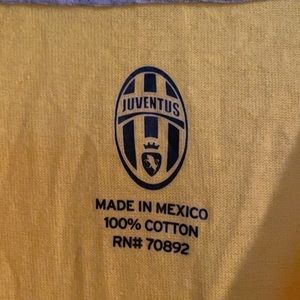 JUVENTUS
MADE IN MEXICO
100% COTTON
RN# 70892